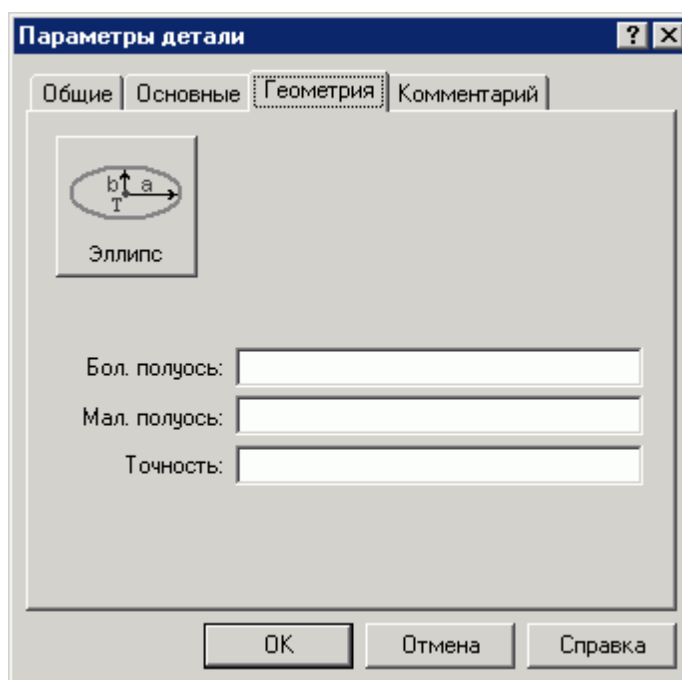 Параметры детали
Общие Основные Геометрия Комментарий
b a
T
Эллипс
Бол. полуось:
Мал. полуось:
Точность:
OK Отмена Справка